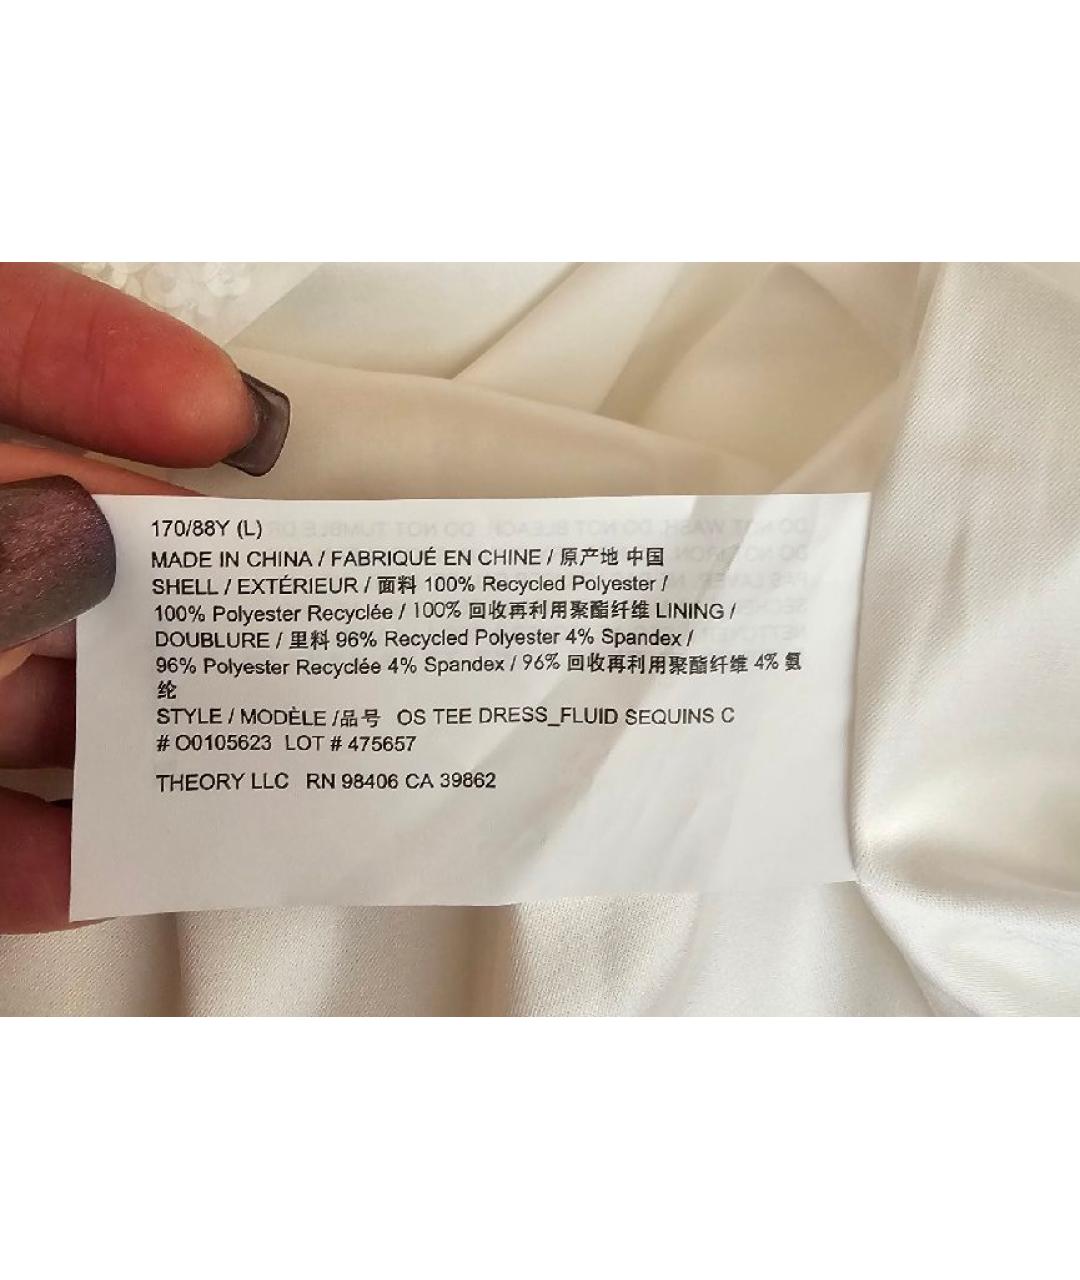 170/88Y (L)
MADE IN CHINA / FABRIQUÉ EN CHINE / 原产地 中国
SHELL / EXTÉRIEUR / 面料 100% Recycled Polyester /
100% Polyester Recyclée / 100% 回收再利用聚酯纤维 LINING /
DOUBLURE / 里料 96% Recycled Polyester 4% Spandex /
96% Polyester Recyclée 4% Spandex / 96% 回收再利用聚酯纤维 4% 氨
纶
STYLE / MODÈLE /品号 OS TEE DRESS_FLUID SEQUINS C
# O0105623 LOT # 475657
THEORY LLC RN 98406 CA 39862